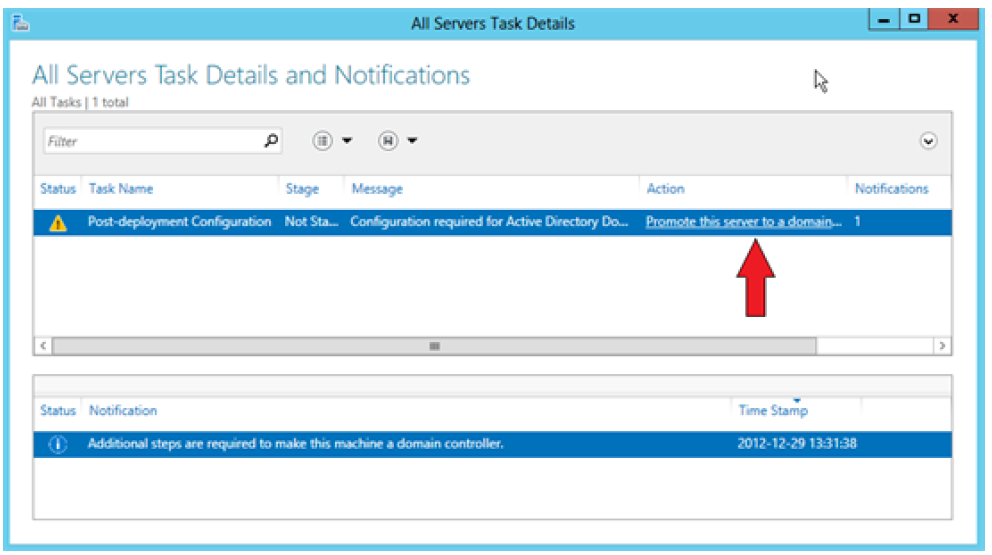 All Servers Task Details
All Servers Task Details and Notifications
All Tasks | 1 total
Filter
Status Task Name Stage Message Action Notifications
Post-deployment Configuration Not Sta... Configuration required for Active Directory Do... Promote this server to a domain... 1
Status Notification Time Stamp
Additional steps are required to make this machine a domain controller. 2012-12-29 13:31:38